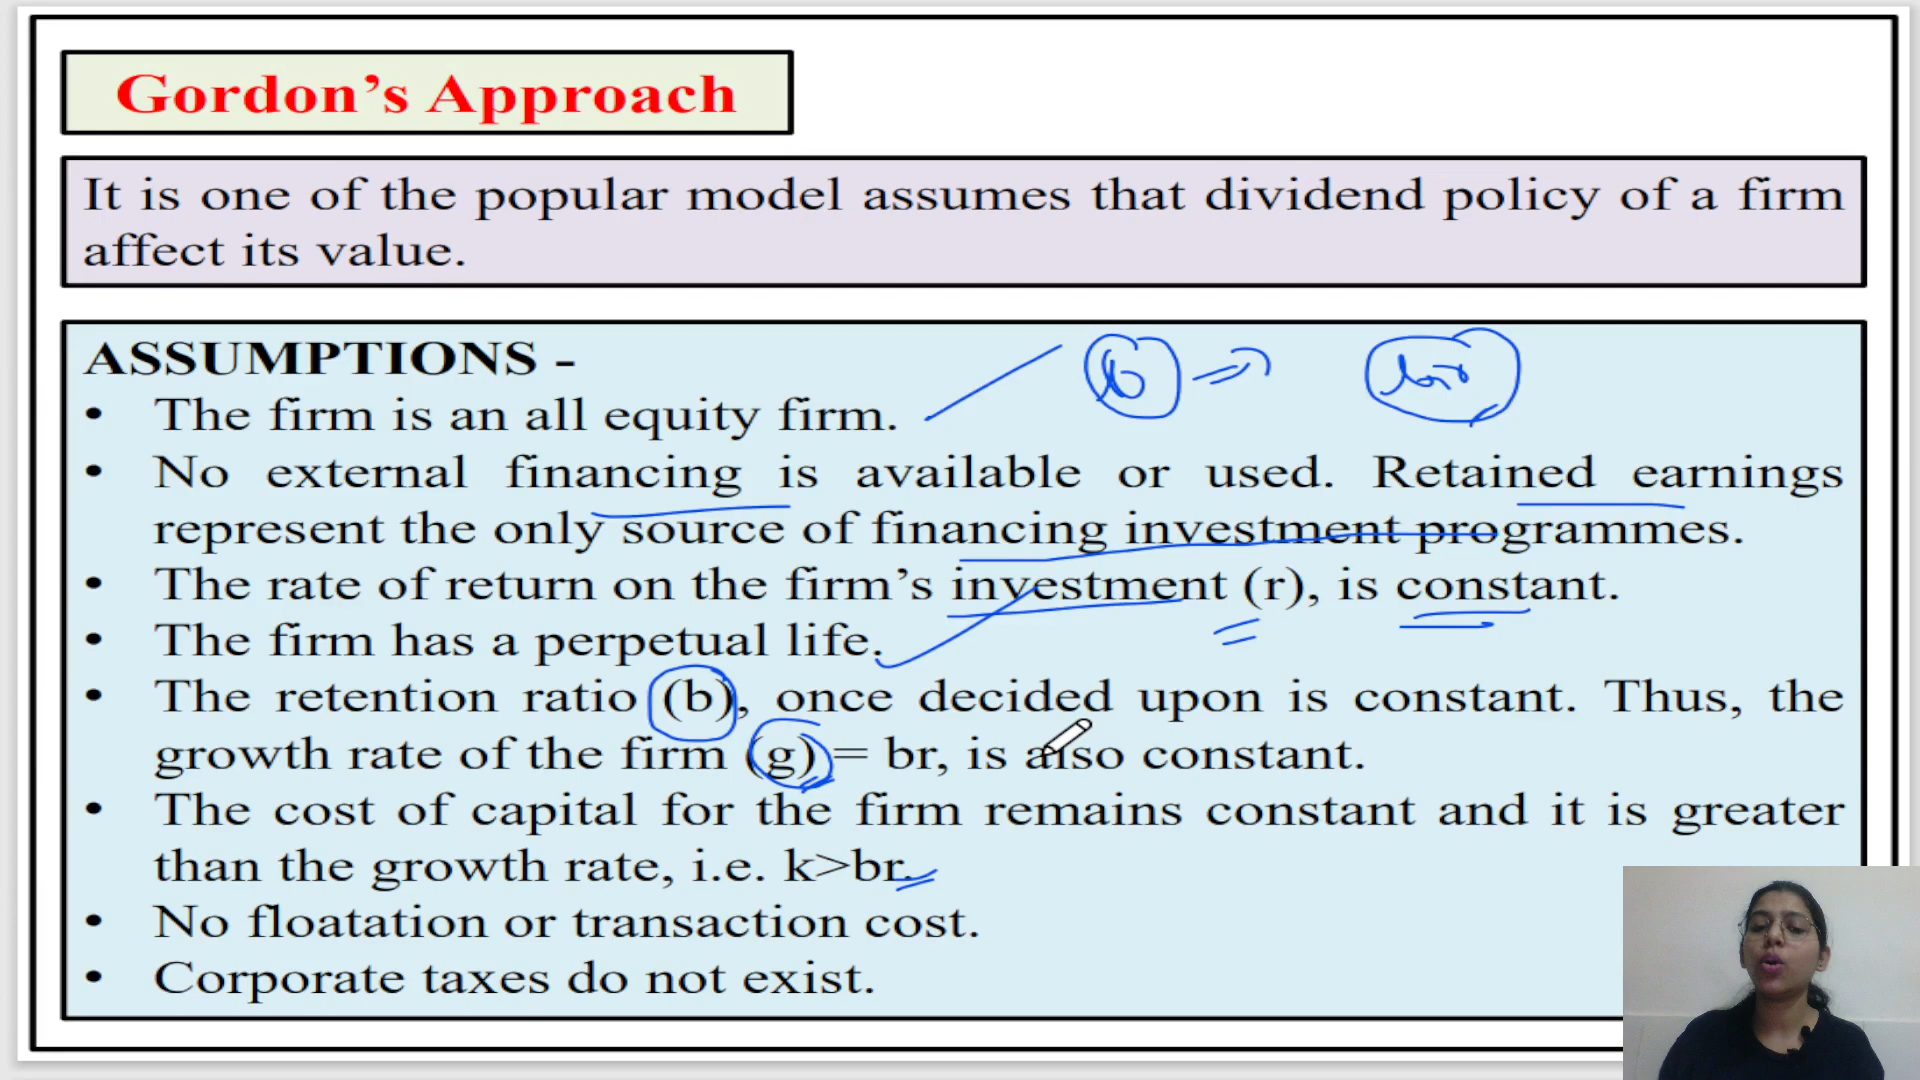 Gordon's Approach
It is one of the popular model assumes that dividend policy of a firm
affect its value.
ASSUMPTIONS -
• The firm is an all equity firm.
• No external financing is available or used. Retained earnings
represent the only source of financing investment programmes.
• The rate of return on the firm's investment (r), is constant.
• The firm has a perpetual life.
• The retention ratio (b), once decided upon is constant. Thus, the
growth rate of the firm (g) = br, is also constant.
• The cost of capital for the firm remains constant and it is greater
than the growth rate, i.e. k>br.
• No floatation or transaction cost.
• Corporate taxes do not exist.
b